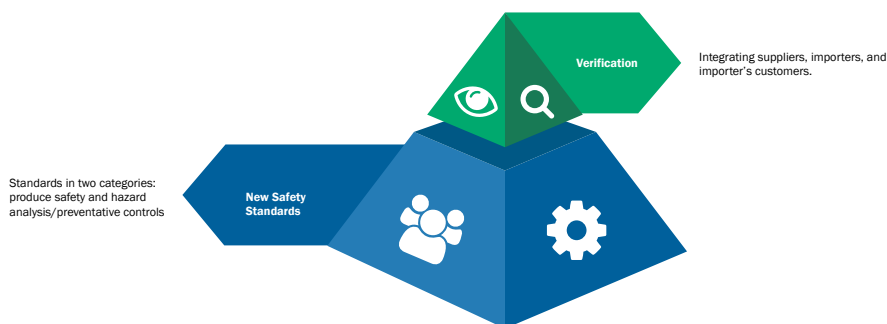 Verification
Integrating suppliers, importers, and
importer’s customers.
Standards in two categories:
produce safety and hazard
analysis/preventative controls
New Safety
Standards